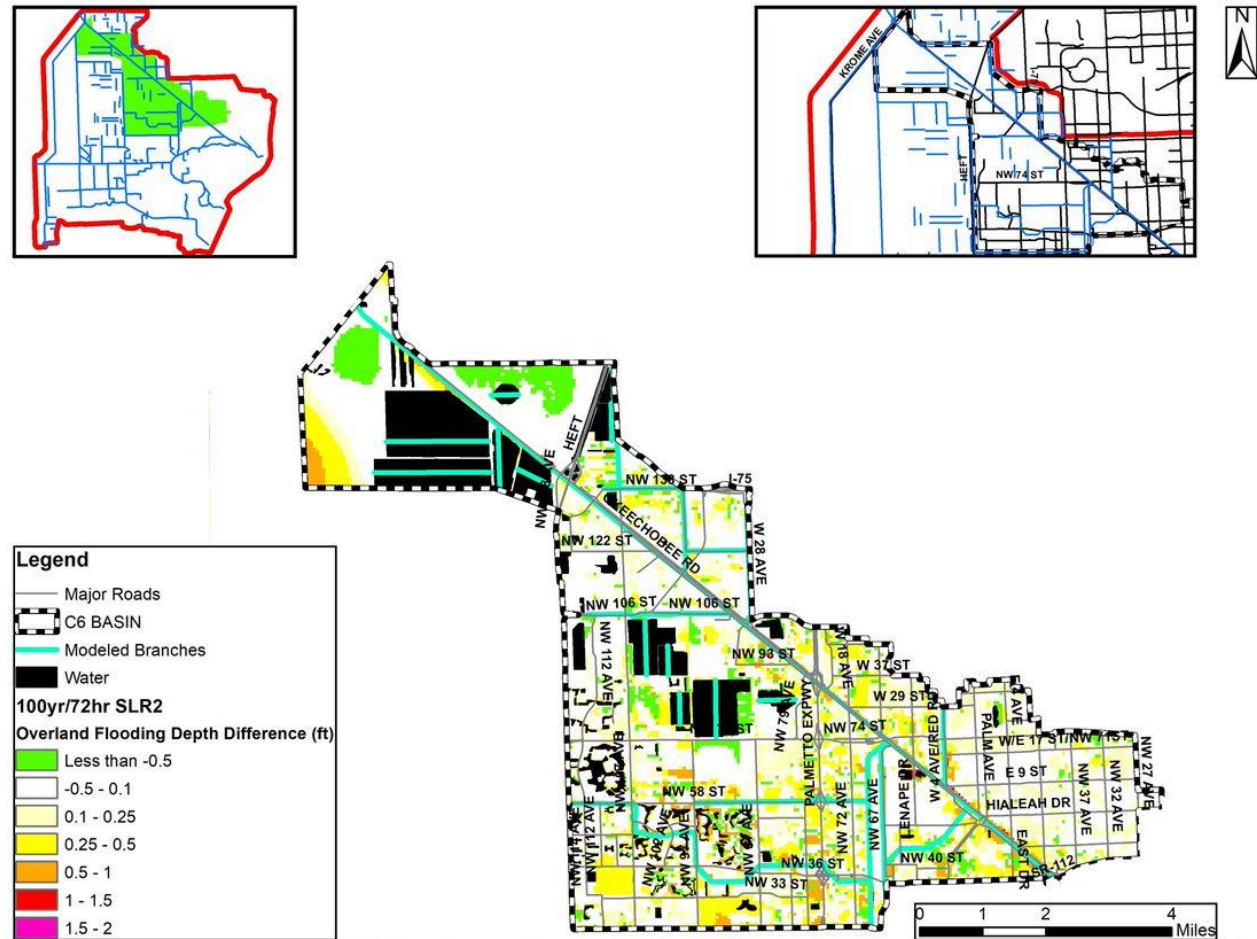 N
KROME AVE
I-75
HEFT
NW 74 ST
HEFT
NW 138 ST
I-75
OKEECHOBEE RD
NW 122 ST
W 28 AVE
NW 106 ST
NW 106 ST
NW 112 AVE
NW 93 ST
W 37 ST
W 29 ST
NW 79 AVE
PALMETTO EXPWY
NW 74 ST
PALM AVE
W/E 17 ST/NW 71 ST
NW 27 AVE
E 9 ST
W 4 AVE/RED RD
LENAPE DR
NW 37 AVE
NW 32 AVE
HIALEAH DR
NW 58 ST
NW 72 AVE
NW 67 AVE
NW 40 ST
EAST DR
SR-112
NW 36 ST
NW 33 ST
Legend
Major Roads
C6 BASIN
Modeled Branches
Water
100yr/72hr SLR2
Overland Flooding Depth Difference (ft)
Less than -0.5
-0.5 - 0.1
0.1 - 0.25
0.25 - 0.5
0.5 - 1
1 - 1.5
1.5 - 2
0 1 2 4
Miles